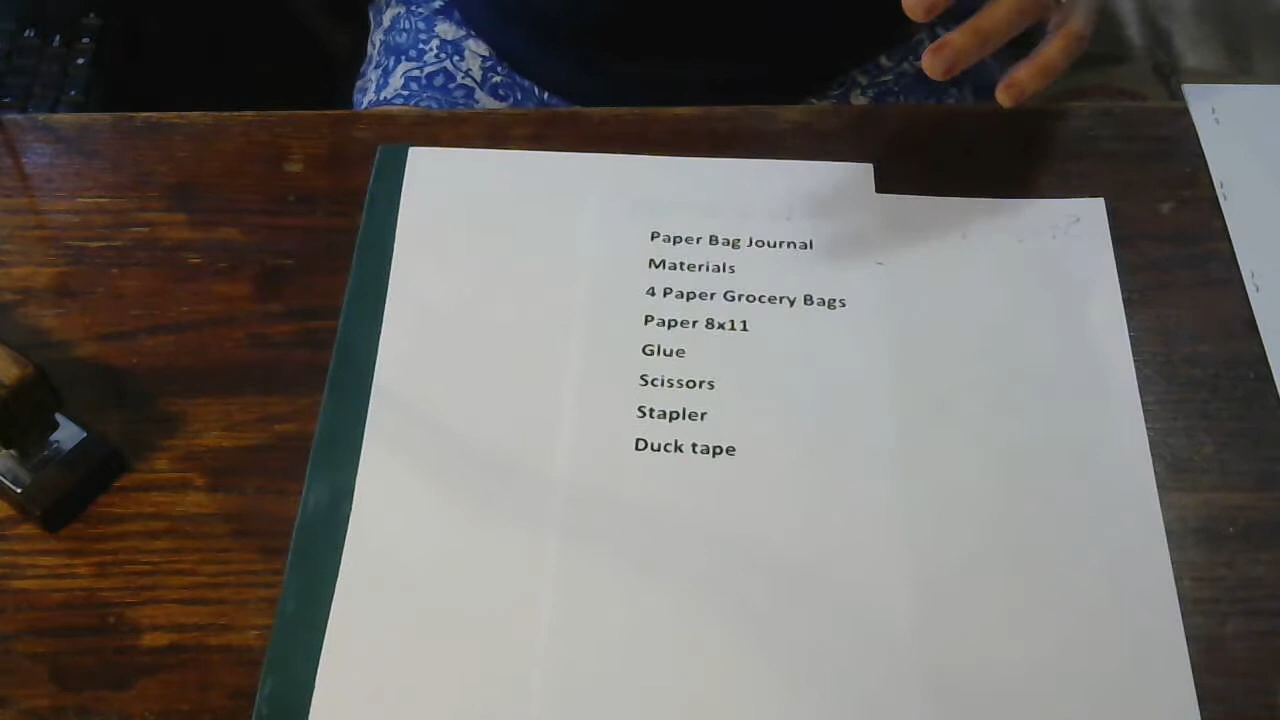 Paper Bag Journal
Materials
4 Paper Grocery Bags
Paper 8x11
Glue
Scissors
Stapler
Duck tape